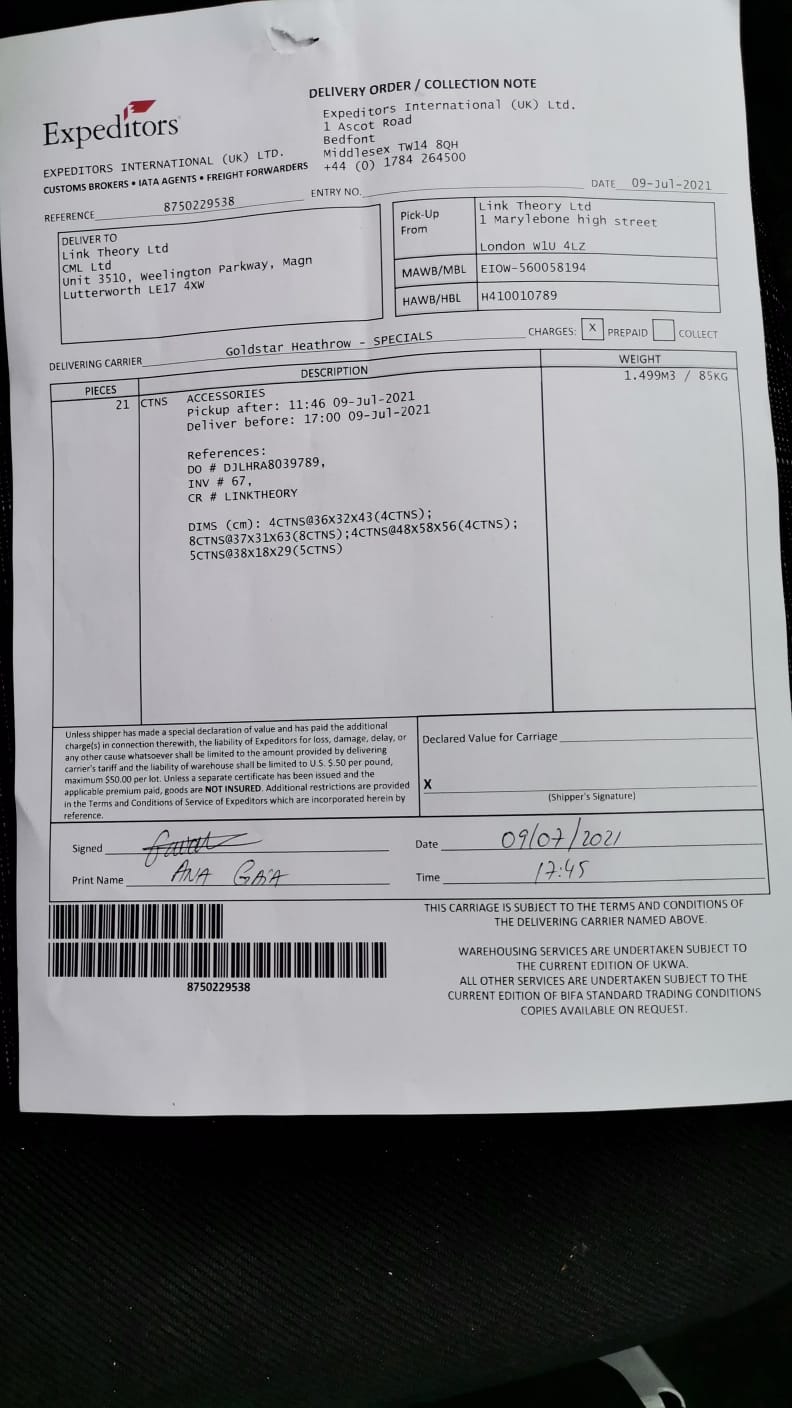 DELIVERY ORDER / COLLECTION NOTE
Expeditors
Expeditors International (UK) Ltd.
1 Ascot Road
Bedfont
Middlesex TW14 8QH
+44 (0) 1784 264500
EXPEDITORS INTERNATIONAL (UK) LTD.
CUSTOMS BROKERS • IATA AGENTS • FREIGHT FORWARDERS
REFERENCE 8750229538 ENTRY NO. DATE 09-Jul-2021
DELIVER TO
Link Theory Ltd
CML Ltd
Unit 3510, Weelington Parkway, Magn
Lutterworth LE17 4XW
Pick-Up From
Link Theory Ltd
1 Marylebone high street
London W1U 4LZ
MAWB/MBL EIOW-560058194
HAWB/HBL H410010789
DELIVERING CARRIER Goldstar Heathrow - SPECIALS CHARGES: X PREPAID COLLECT
PIECES DESCRIPTION WEIGHT
21 CTNS ACCESSORIES 1.499M3 / 85KG
Pickup after: 11:46 09-Jul-2021
Deliver before: 17:00 09-Jul-2021
References:
DO # DJLHRA8039789,
INV # 67,
CR # LINKTHEORY
DIMS (cm): 4CTNS@36X32X43(4CTNS);
8CTNS@37X31X63(8CTNS);4CTNS@48X58X56(4CTNS);
5CTNS@38X18X29(5CTNS)
Unless shipper has made a special declaration of value and has paid the additional
charge(s) in connection therewith, the liability of Expeditors for loss, damage, delay, or
any other cause whatsoever shall be limited to the amount provided by delivering
carrier's tariff and the liability of warehouse shall be limited to U.S. $.50 per pound,
maximum $50.00 per lot. Unless a separate certificate has been issued and the
applicable premium paid, goods are NOT INSURED. Additional restrictions are provided
in the Terms and Conditions of Service of Expeditors which are incorporated herein by
reference.
Declared Value for Carriage
X
(Shipper's Signature)
Signed
Date 09/07/2021
Print Name ANA GAIA
Time 17:45
8750229538
THIS CARRIAGE IS SUBJECT TO THE TERMS AND CONDITIONS OF
THE DELIVERING CARRIER NAMED ABOVE.
WAREHOUSING SERVICES ARE UNDERTAKEN SUBJECT TO
THE CURRENT EDITION OF UKWA.
ALL OTHER SERVICES ARE UNDERTAKEN SUBJECT TO THE
CURRENT EDITION OF BIFA STANDARD TRADING CONDITIONS
COPIES AVAILABLE ON REQUEST.